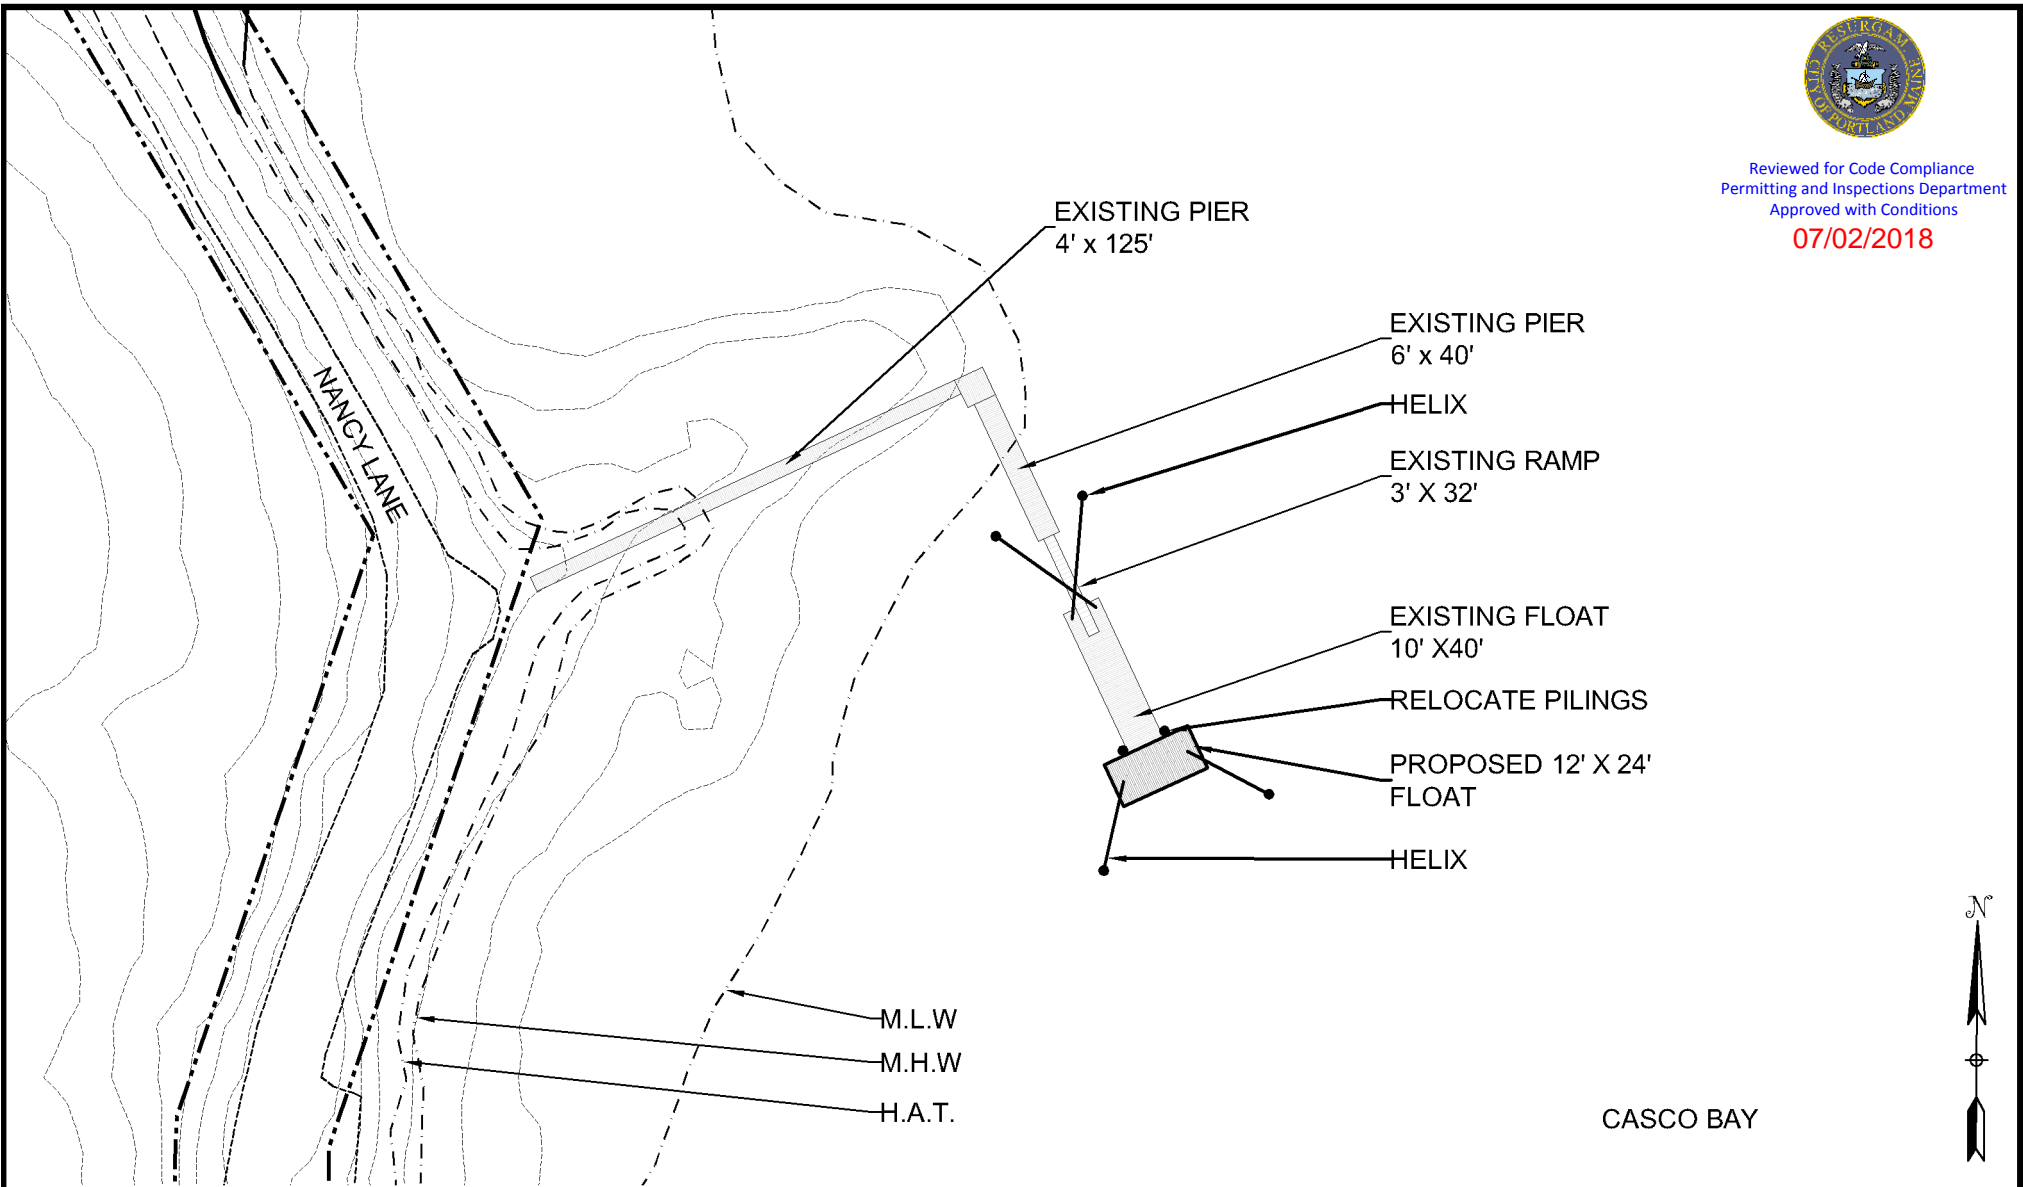 RESURGAM
CITY OF PORTLAND, MAINE
Reviewed for Code Compliance
Permitting and Inspections Department
Approved with Conditions
07/02/2018
EXISTING PIER
4' x 125'
EXISTING PIER
6' x 40'
HELIX
EXISTING RAMP
3' X 32'
NANCY LANE
EXISTING FLOAT
10' X40'
RELOCATE PILINGS
PROPOSED 12' X 24'
FLOAT
HELIX
N
M.L.W
M.H.W
H.A.T.
CASCO BAY